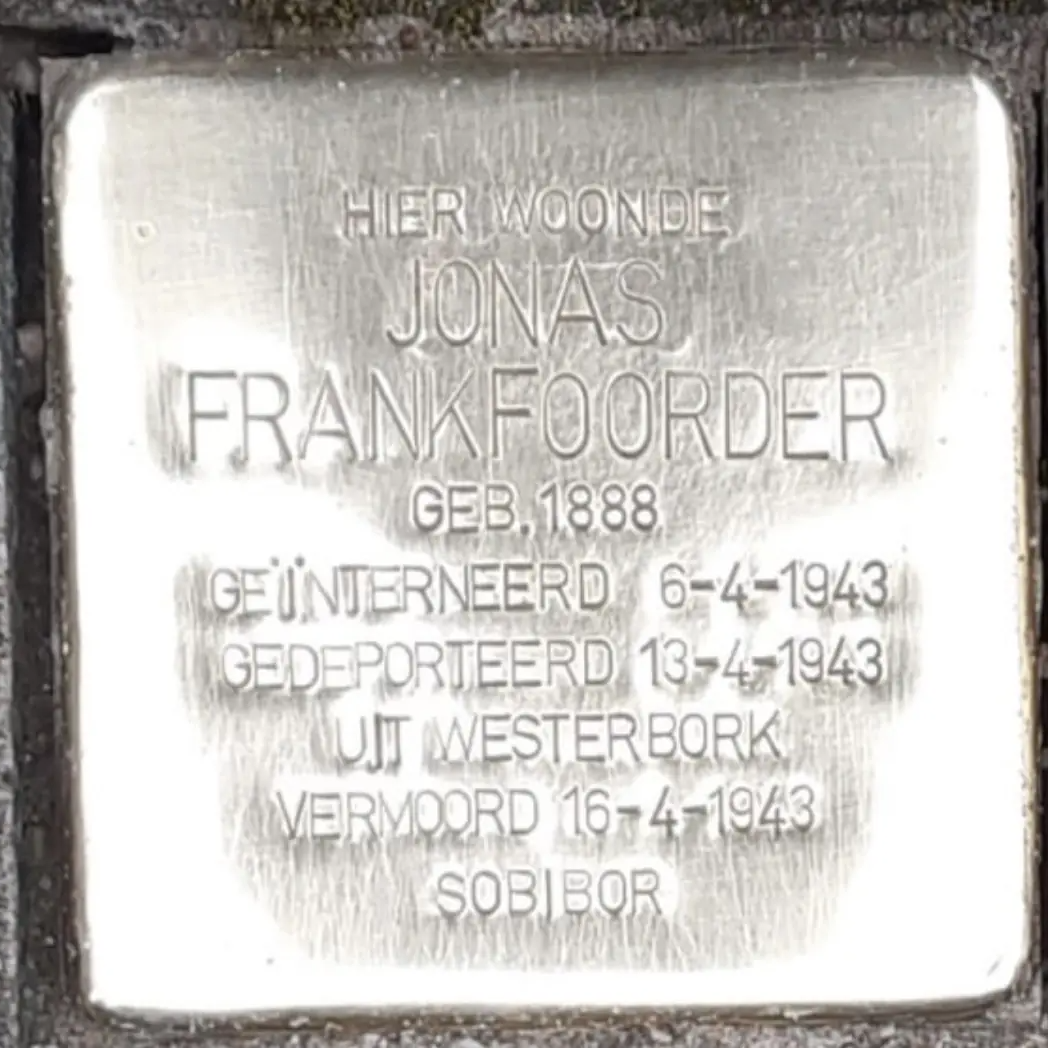 HIER WOONDE
JONAS
FRANKFOORDER
GEB. 1888
GEÏNTERNEERD 6-4-1943
GEDEPORTEERD 13-4-1943
UIT WESTERBORK
VERMOORD 16-4-1943
SOBIBOR